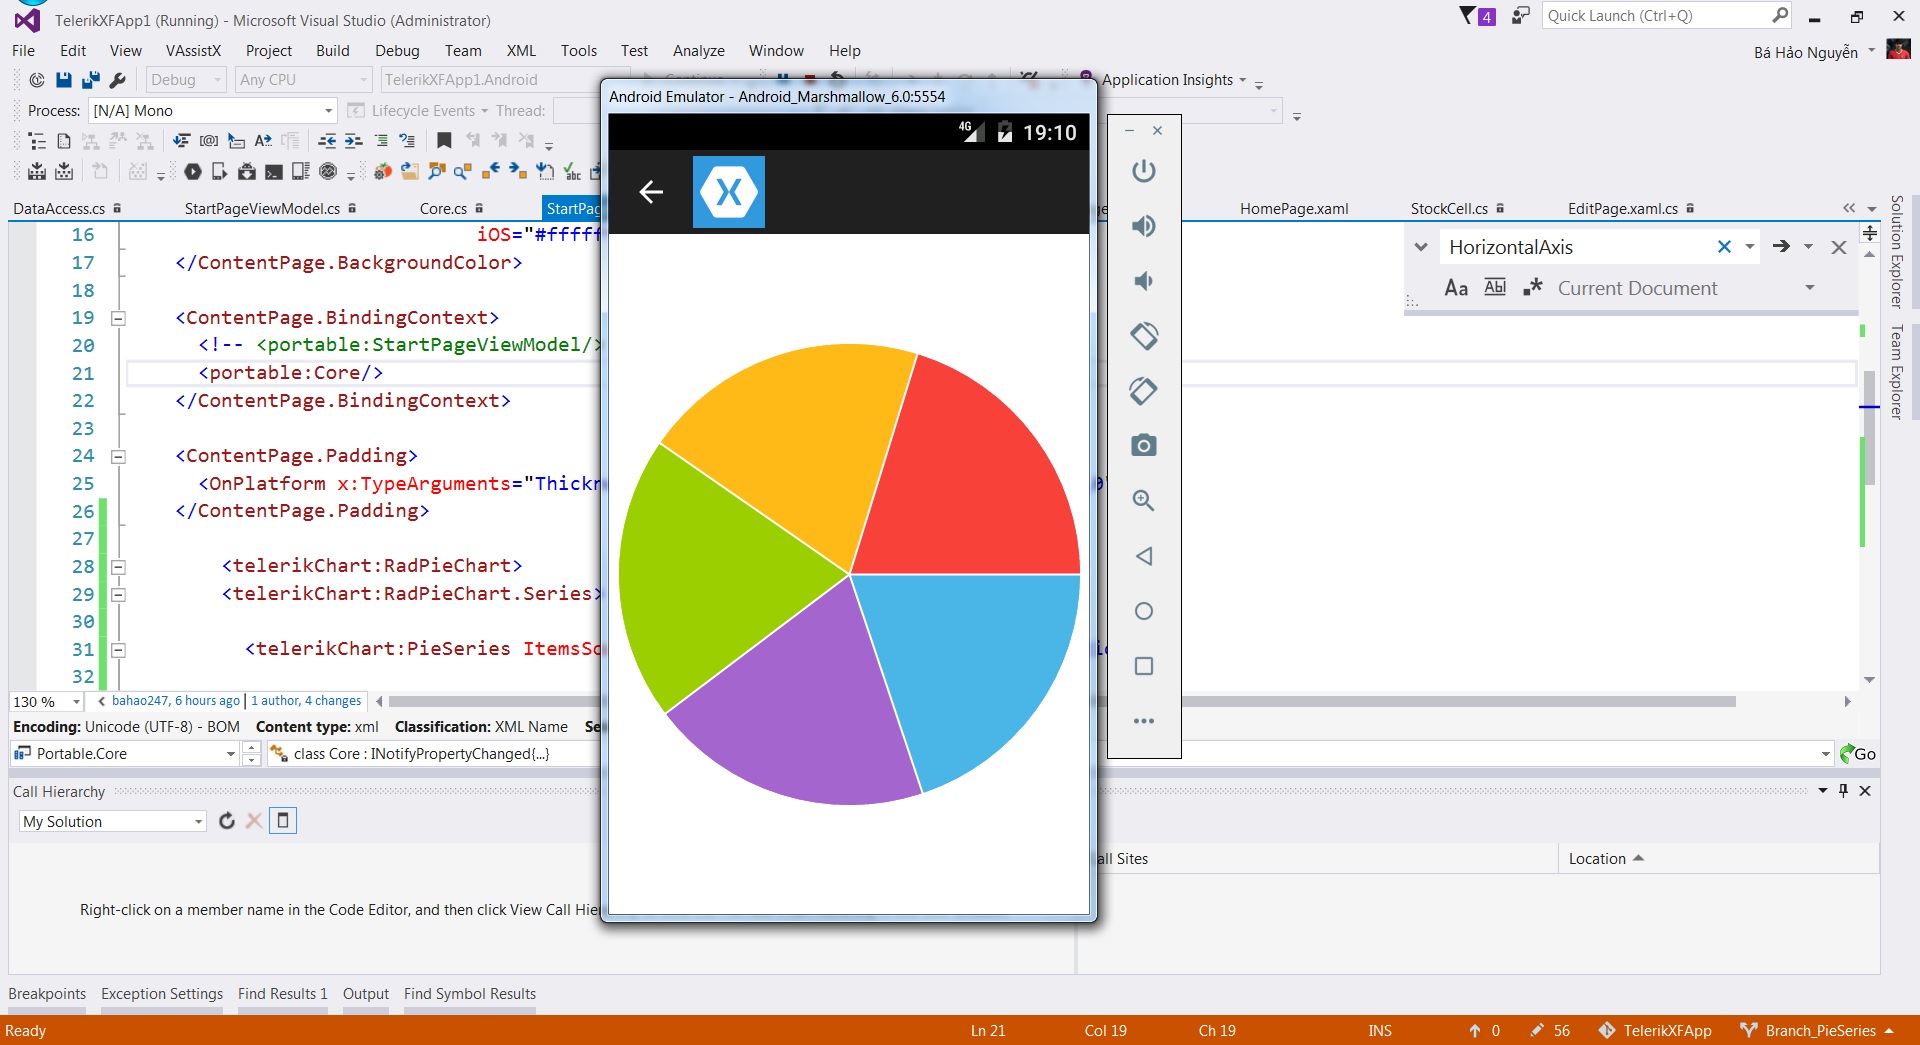 TelerikXFApp1 (Running) - Microsoft Visual Studio (Administrator)
4
Quick Launch (Ctrl+Q)
File Edit View VAssistX Project Build Debug Team XML Tools Test Analyze Window Help
Bá Hảo Nguyễn
Debug Any CPU TelerikXFApp1.Android Continue Application Insights
Process: [N/A] Mono Lifecycle Events Thread:
Android Emulator - Android_Marshmallow_6.0:5554
4G 19:10
DataAccess.cs StartPageViewModel.cs Core.cs StartPag HomePage.xaml StockCell.cs EditPage.xaml.cs
Solution Explorer
Team Explorer
HorizontalAxis
Aa Abl Current Document
16 iOS="#fffff
17 </ContentPage.BackgroundColor>
18
19 <ContentPage.BindingContext>
20 <!-- <portable:StartPageViewModel/>
21 <portable:Core/>
22 </ContentPage.BindingContext>
23
24 <ContentPage.Padding>
25 <OnPlatform x:TypeArguments="Thickn
26 </ContentPage.Padding>
27
28 <telerikChart:RadPieChart>
29 <telerikChart:RadPieChart.Series>
30
31 <telerikChart:PieSeries ItemsSo
32
130 % bahao247, 6 hours ago | 1 author, 4 changes
Encoding: Unicode (UTF-8) - BOM Content type: xml Classification: XML Name Se
Portable.Core class Core : INotifyPropertyChanged{...} Go
Call Hierarchy
My Solution
all Sites Location
Right-click on a member name in the Code Editor, and then click View Call Hie
Breakpoints Exception Settings Find Results 1 Output Find Symbol Results
Ready Ln 21 Col 19 Ch 19 INS 0 56 TelerikXFApp Branch_PieSeries